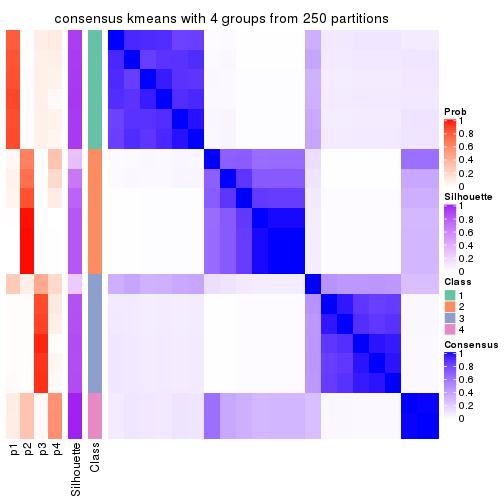 consensus kmeans with 4 groups from 250 partitions
Prob
1
0.8
0.6
0.4
0.2
0
Silhouette
1
0.8
0.6
0.4
0.2
0
Class
1
2
3
4
Consensus
1
0.8
0.6
0.4
0.2
0
p1
p2
p3
p4
Silhouette
Class